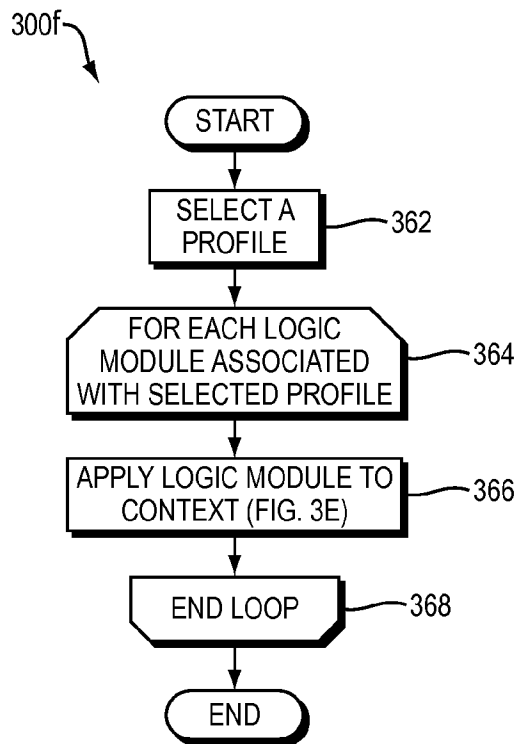 300f
START
SELECT A
PROFILE
362
FOR EACH LOGIC
MODULE ASSOCIATED
WITH SELECTED PROFILE
364
APPLY LOGIC MODULE TO
CONTEXT (FIG. 3E)
366
END LOOP
368
END